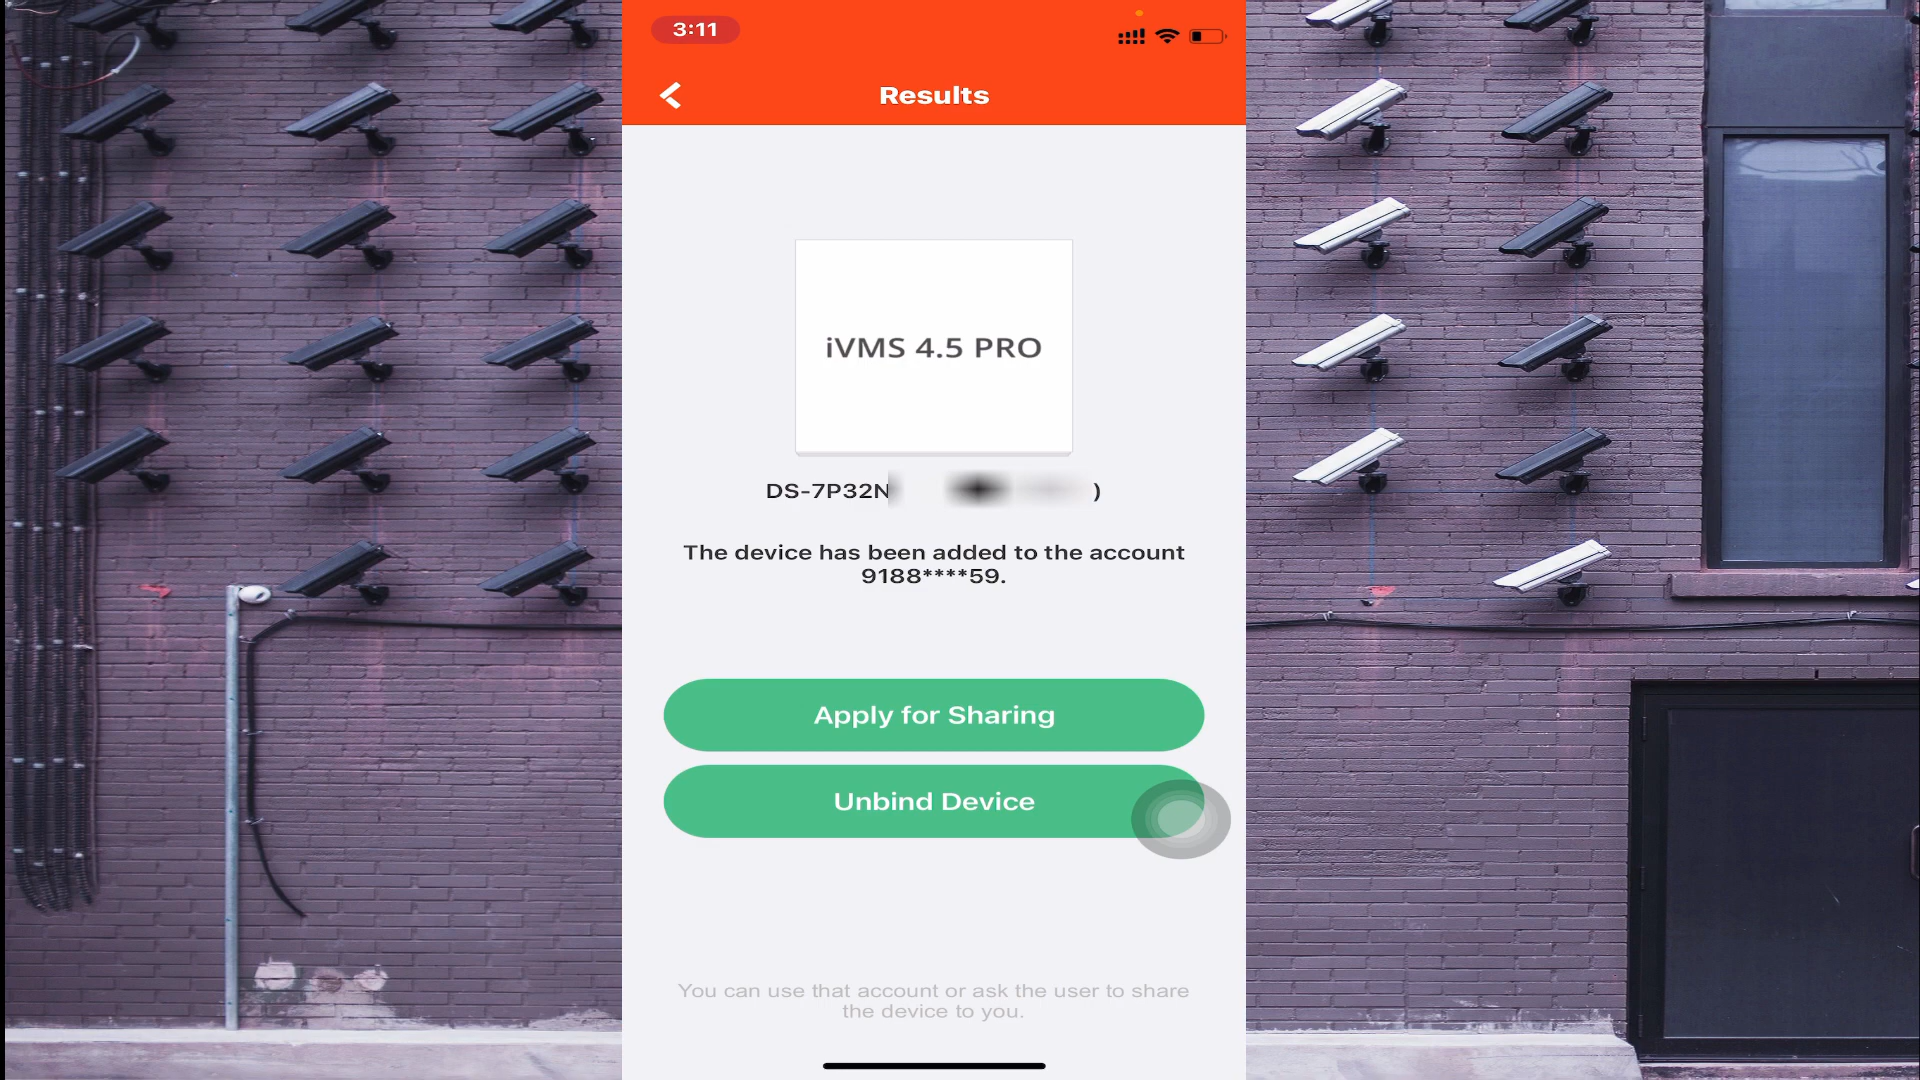 3:11
Results
iVMS 4.5 PRO
DS-7P32N )
The device has been added to the account
9188****59.
Apply for Sharing
Unbind Device
You can use that account or ask the user to share
the device to you.